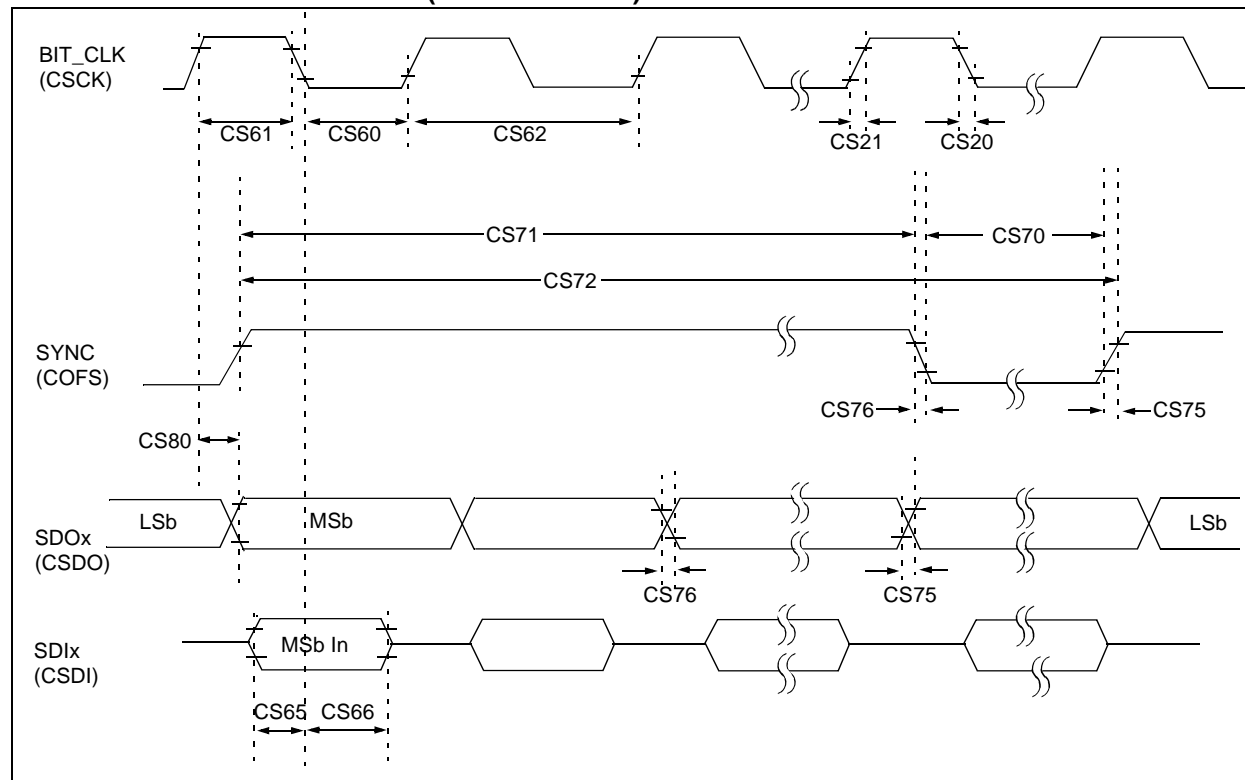 BIT_CLK
(CSCK)
CS61
CS60
CS62
CS21
CS20
CS71
CS70
CS72
SYNC
(COFS)
CS76
CS75
CS80
LSb
MSb
LSb
SDOx
(CSDO)
CS76
CS75
SDIx
(CSDI)
MSb In
CS65
CS66